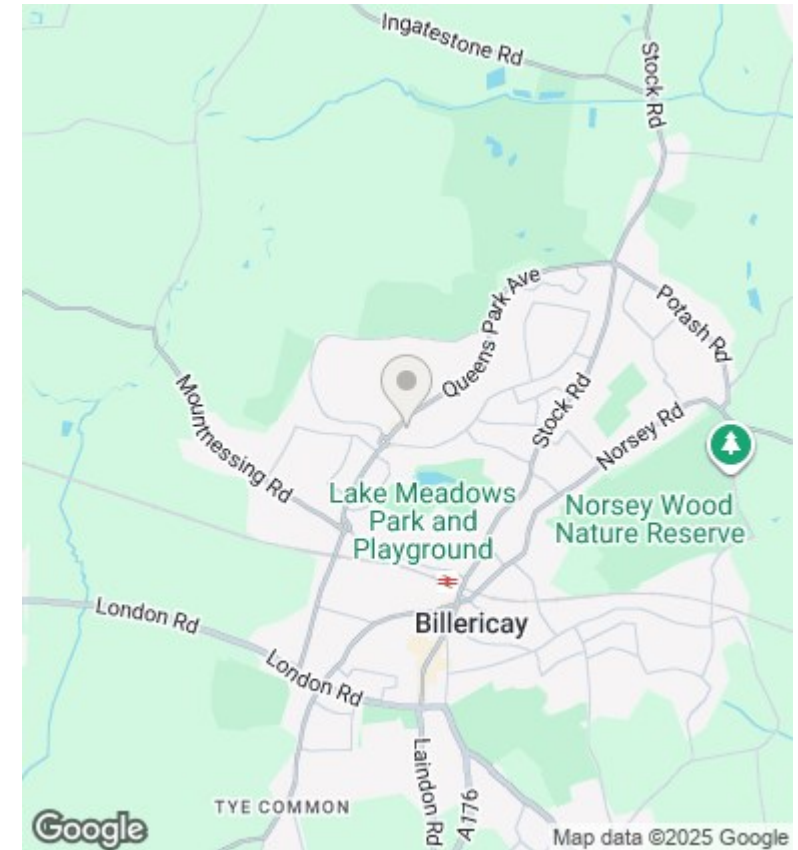 Ingatestone Rd
Stock Rd
Queens Park Ave
Potash Rd
Mountnessing Rd
Stock Rd
Norsey Rd
Lake Meadows
Park and
Playground
Norsey Wood
Nature Reserve
London Rd
Billericay
London Rd
Laindon Rd
A176
TYE COMMON
Google
Map data ©2025 Google